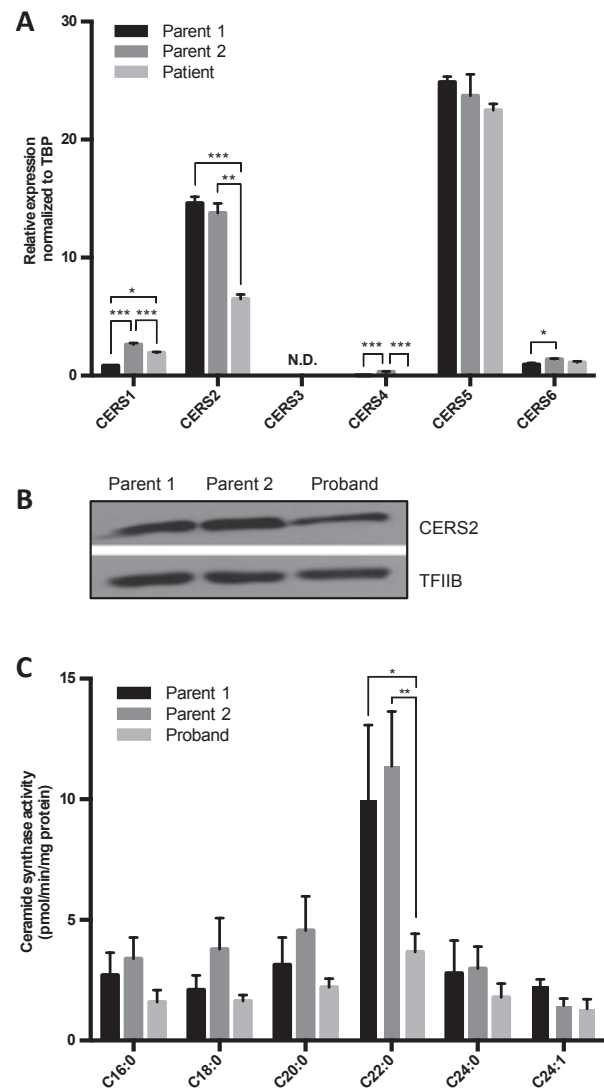 A
Relative expression
normalized to TBP
30
20
10
0
Parent 1
Parent 2
Patient
***
**
*
*** ***
N.D.
*** ***
*
CERS1
CERS2
CERS3
CERS4
CERS5
CERS6
B
Parent 1 Parent 2 Proband
CERS2
TFIIB
C
Ceramide synthase activity
(pmol/min/mg protein)
15
10
5
0
Parent 1
Parent 2
Proband
*
**
C16:0
C18:0
C20:0
C22:0
C24:0
C24:1